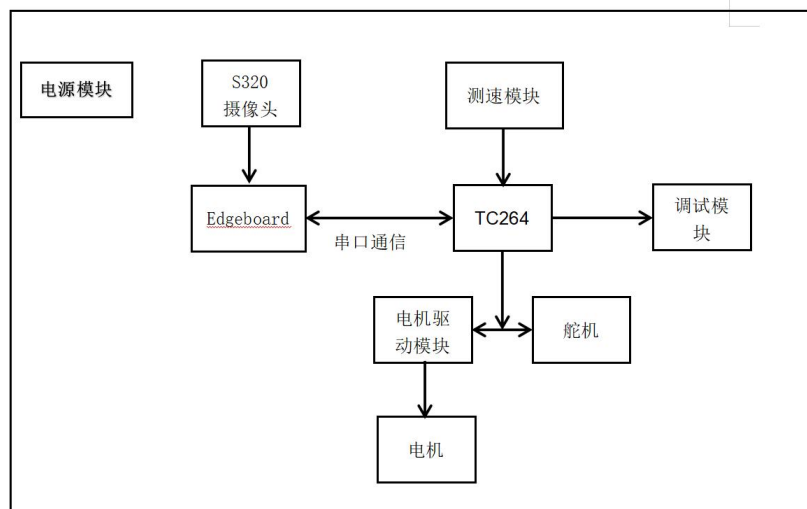 电源模块
S320
摄像头
测速模块
Edgeboard
串口通信
TC264
调试模
块
电机驱
动模块
舵机
电机